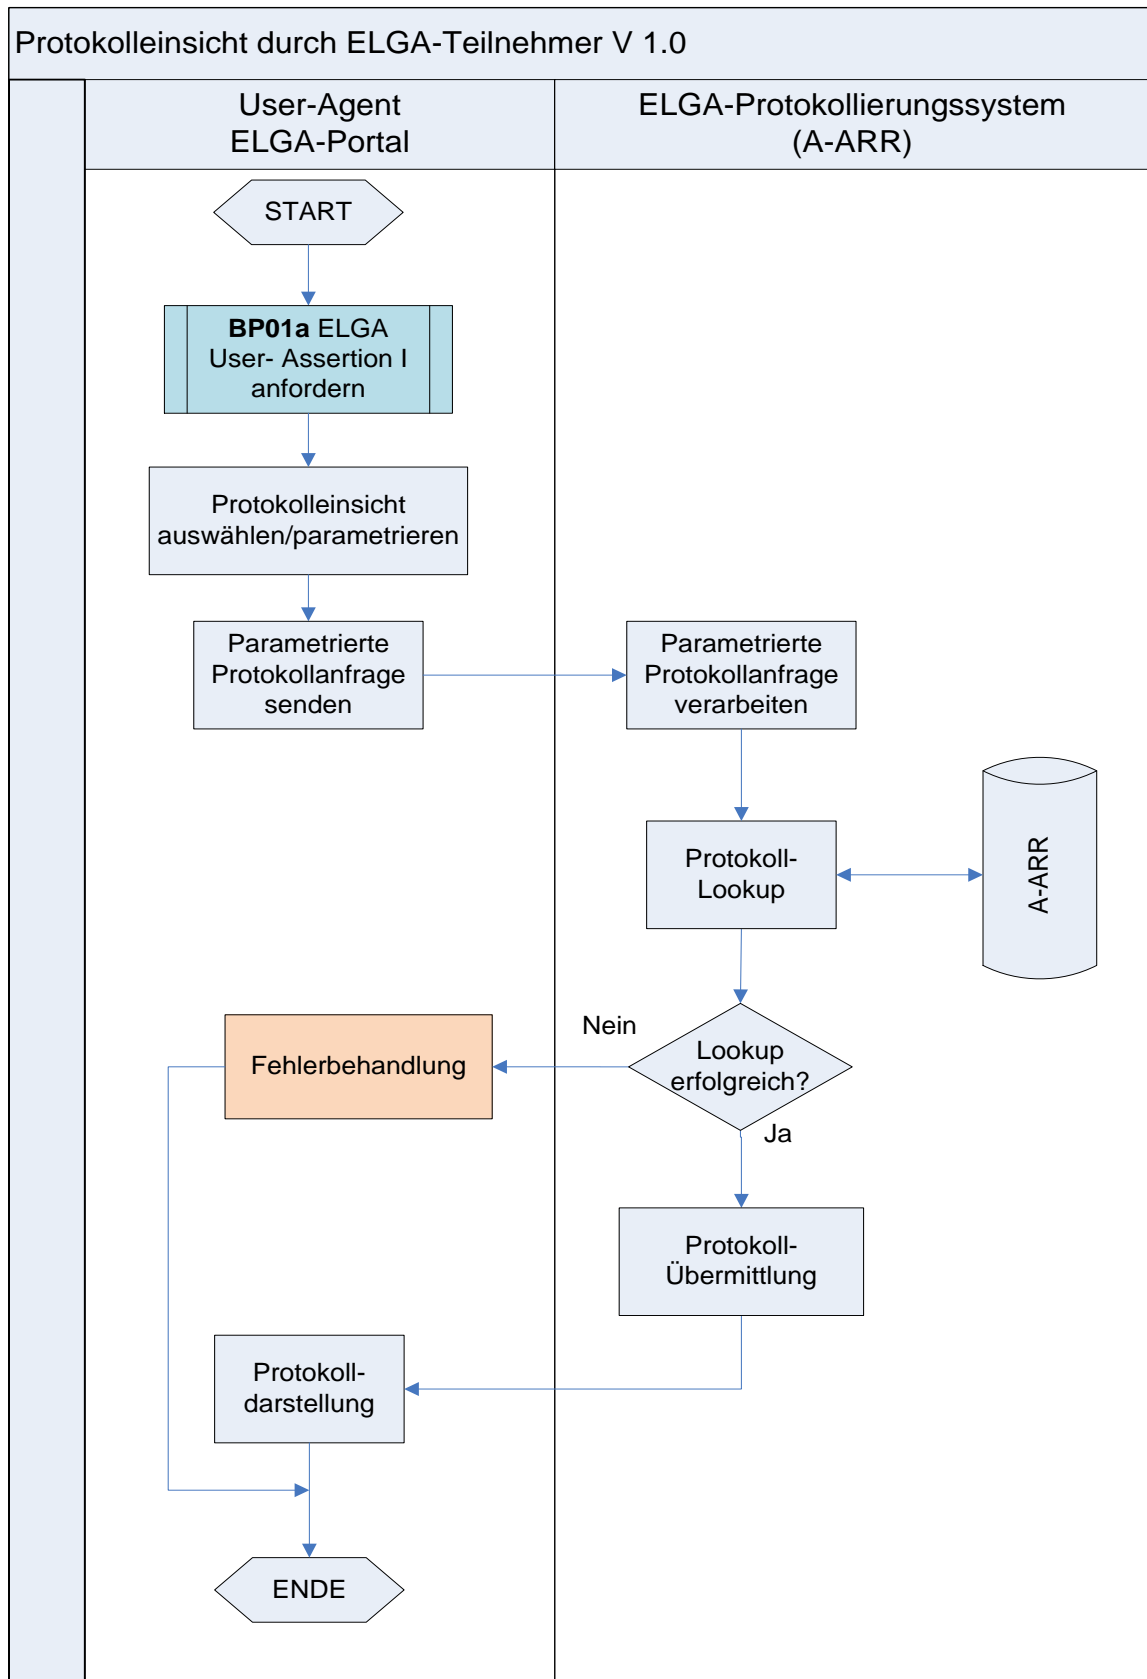 Protokolleinsicht durch ELGA-Teilnehmer V 1.0
User-Agent
ELGA-Portal
ELGA-Protokollierungssystem
(A-ARR)
START
BP01a ELGA
User- Assertion I
anfordern
Protokolleinsicht
auswählen/parametrieren
Parametrierte
Protokollanfrage
senden
Parametrierte
Protokollanfrage
verarbeiten
Protokoll-
Lookup
A-ARR
Nein
Lookup
erfolgreich?
Fehlerbehandlung
Ja
Protokoll-
Übermittlung
Protokoll-
darstellung
ENDE